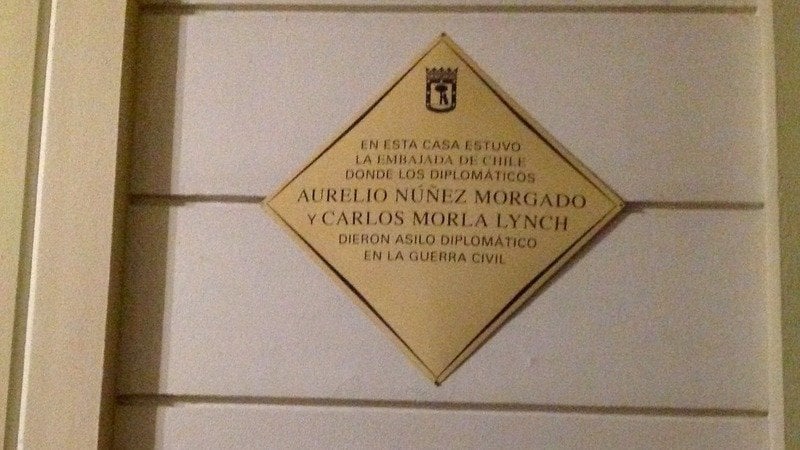 EN ESTA CASA ESTUVO
LA EMBAJADA DE CHILE
DONDE LOS DIPLOMÁTICOS
AURELIO NÚÑEZ MORGADO
Y CARLOS MORLA LYNCH
DIERON ASILO DIPLOMÁTICO
EN LA GUERRA CIVIL